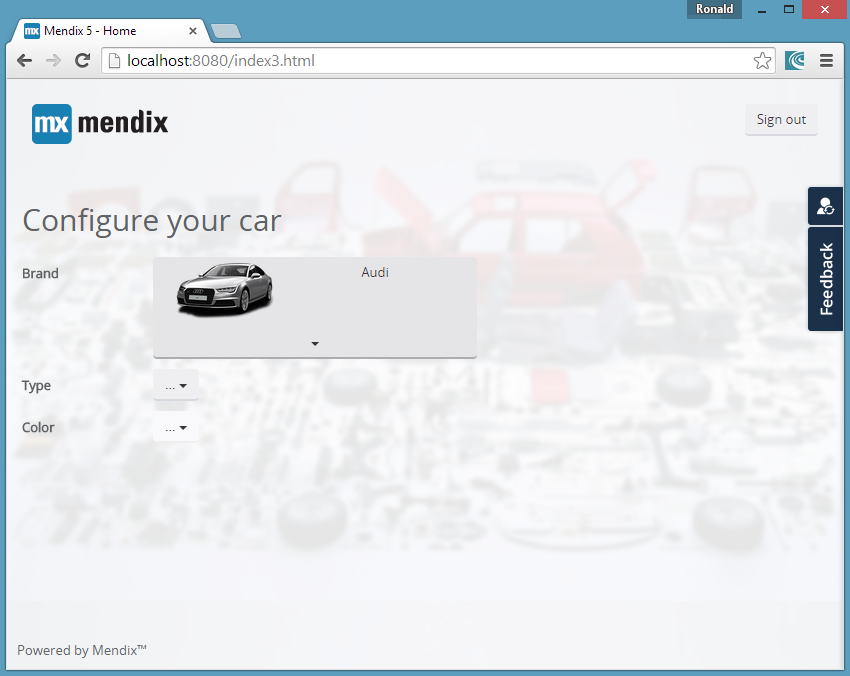 Ronald
mx Mendix 5 - Home
localhost:8080/index3.html
mx mendix
Sign out
Configure your car
Feedback
Brand
Audi
Type
...
Color
...
Powered by Mendix™